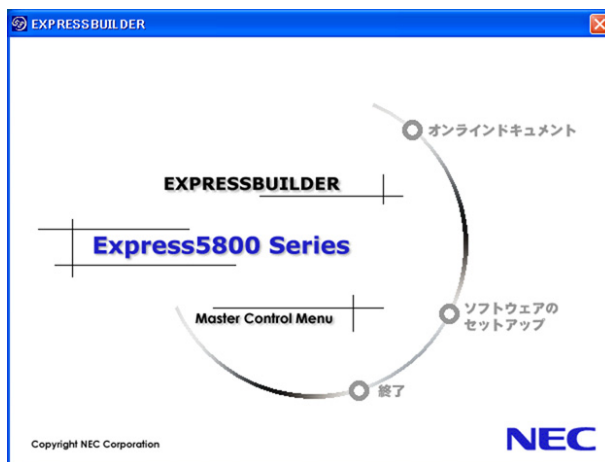 EXPRESSBUILDER
オンラインドキュメント
EXPRESSBUILDER
Express5800 Series
ソフトウェアの
セットアップ
Master Control Menu
終了
Copyright NEC Corporation
NEC